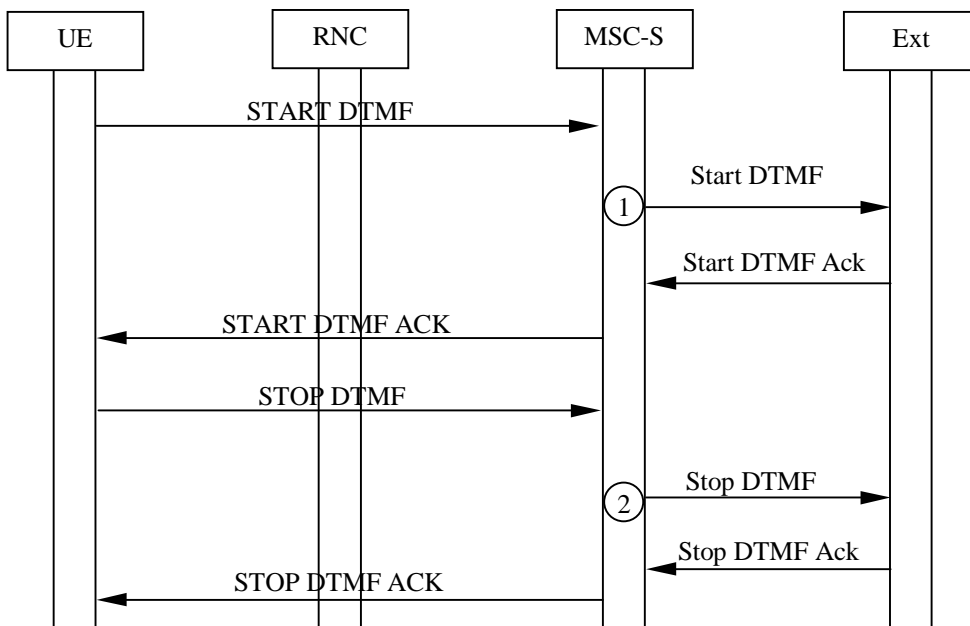 UE
RNC
MSC-S
Ext
START DTMF
Start DTMF
1
Start DTMF Ack
START DTMF ACK
STOP DTMF
Stop DTMF
2
Stop DTMF Ack
STOP DTMF ACK